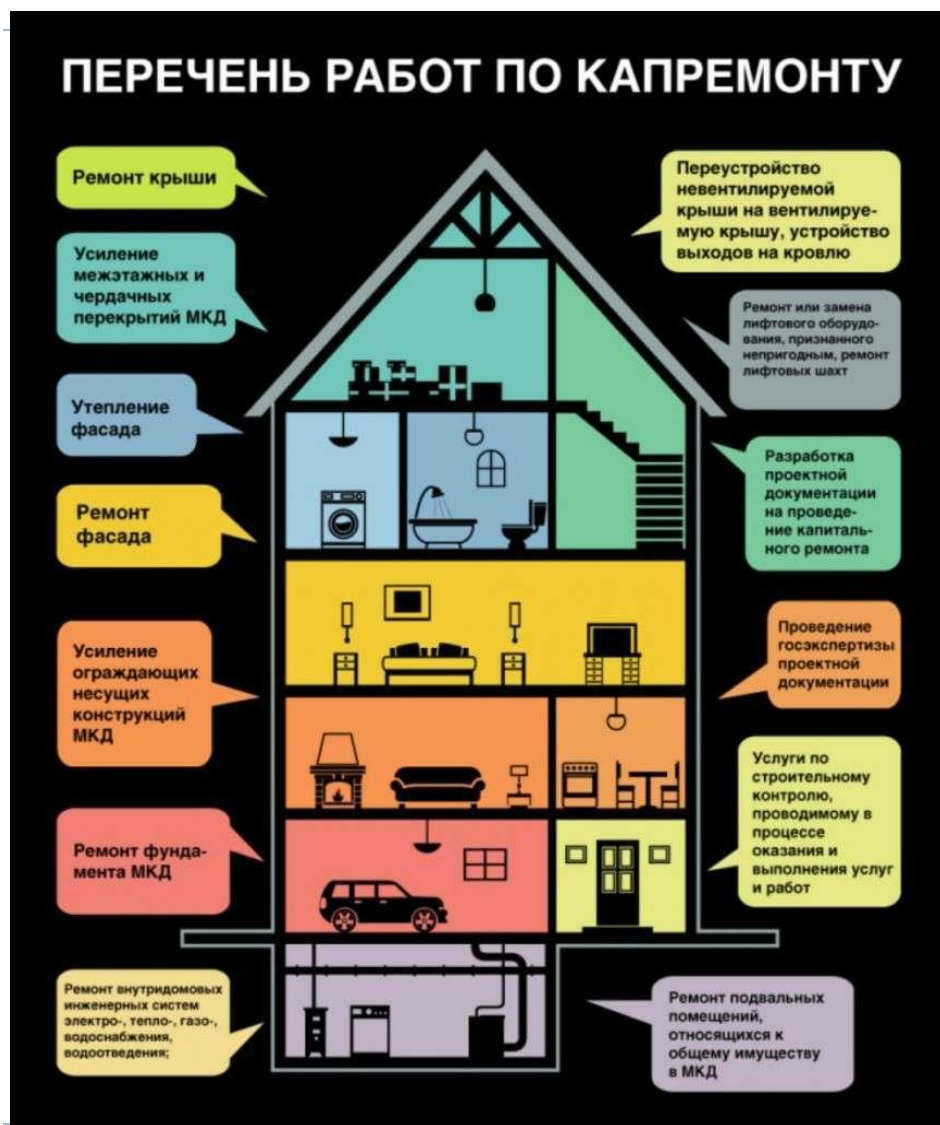 ПЕРЕЧЕНЬ РАБОТ ПО КАПРЕМОНТУ
Ремонт крыши
Усиление
межэтажных и
чердачных
перекрытий МКД
Утепление
фасада
Ремонт
фасада
Усиление
ограждающих
несущих
конструкций
МКД
Ремонт фунда-
мента МКД
Ремонт внутридомовых
инженерных систем
электро-, тепло-, газо-,
водоснабжения,
водоотведения;
Переустройство
невентилируемой
крыши на вентилируе-
мую крышу, устройство
выходов на кровлю
Ремонт или замена
лифтового оборудо-
вания, признанного
непригодным, ремонт
лифтовых шахт
Разработка
проектной
документации
на проведе-
ние капиталь-
ного ремонта
Проведение
госэкспертизы
проектной
документации
Услуги по
строительному
контролю,
проводимому в
процессе
оказания и
выполнения услуг
и работ
Ремонт подвальных
помещений,
относящихся к
общему имуществу
в МКД